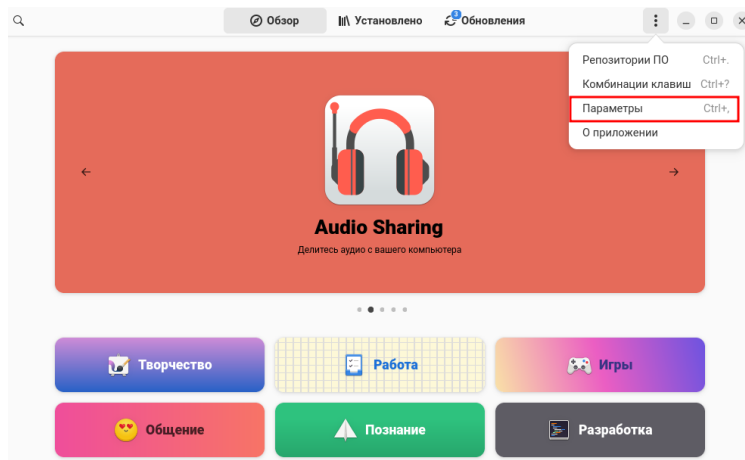 Обзор
Установлено
3
Обновления
Репозитории ПО Ctrl+.
Комбинации клавиш Ctrl+?
Параметры Ctrl+,
О приложении
Audio Sharing
Делитесь аудио с вашего компьютера
Творчество
Работа
Игры
Общение
Познание
Разработка